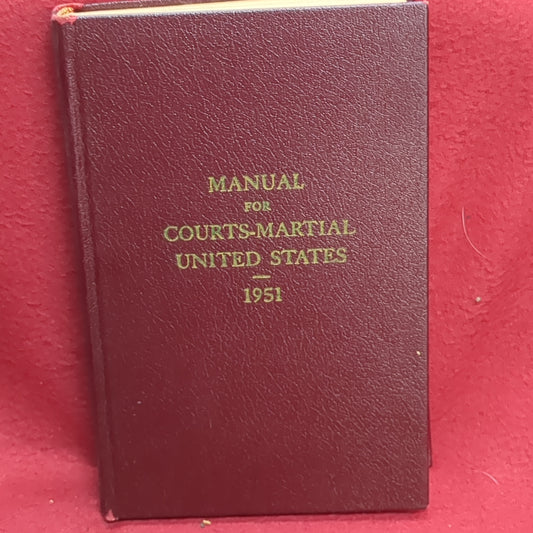 MANUAL
FOR
COURTS-MARTIAL
UNITED STATES
1951